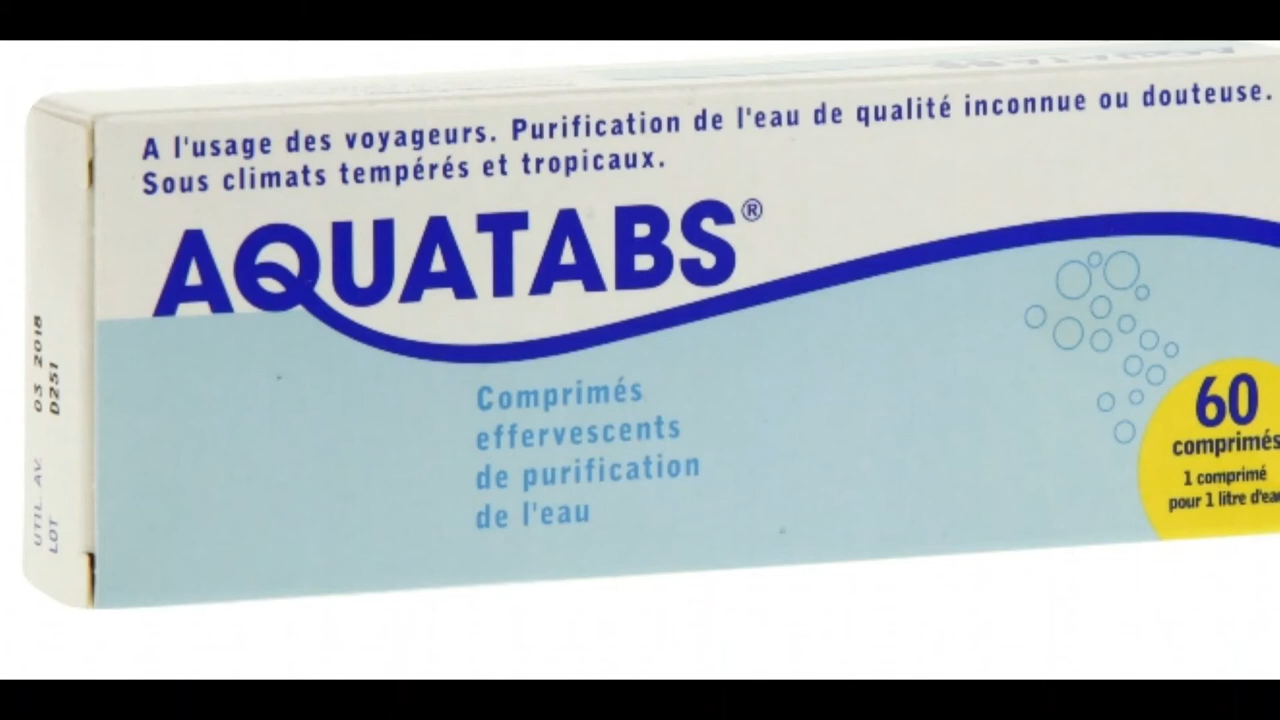 A l'usage des voyageurs. Purification de l'eau de qualité inconnue ou douteuse.
Sous climats tempérés et tropicaux.
AQUATABS®
Comprimés
effervescents
de purification
de l'eau
60
comprimés
1 comprimé
pour 1 litre d'eau
UTIL. AV. 03 2018
LOT D251